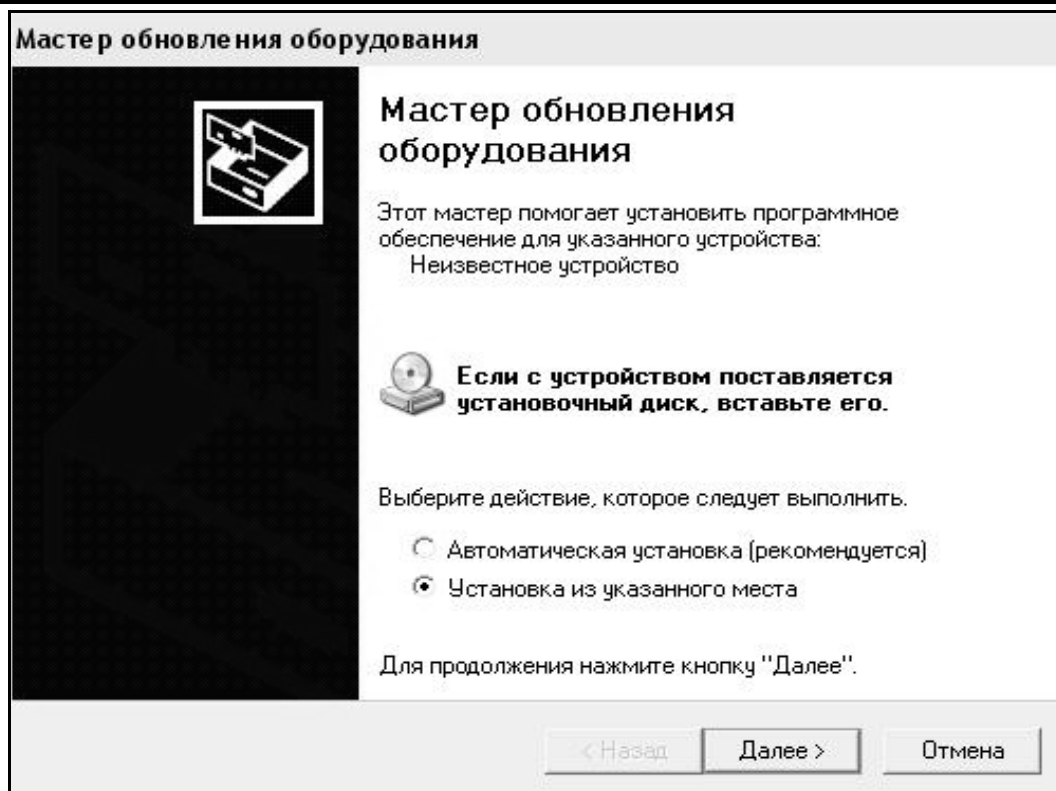 Мастер обновления оборудования
Мастер обновления
оборудования
Этот мастер помогает установить программное
обеспечение для указанного устройства:
Неизвестное устройство
Если с устройством поставляется
установочный диск, вставьте его.
Выберите действие, которое следует выполнить.
Автоматическая установка (рекомендуется)
Установка из указанного места
Для продолжения нажмите кнопку "Далее".
< Назад
Далее >
Отмена